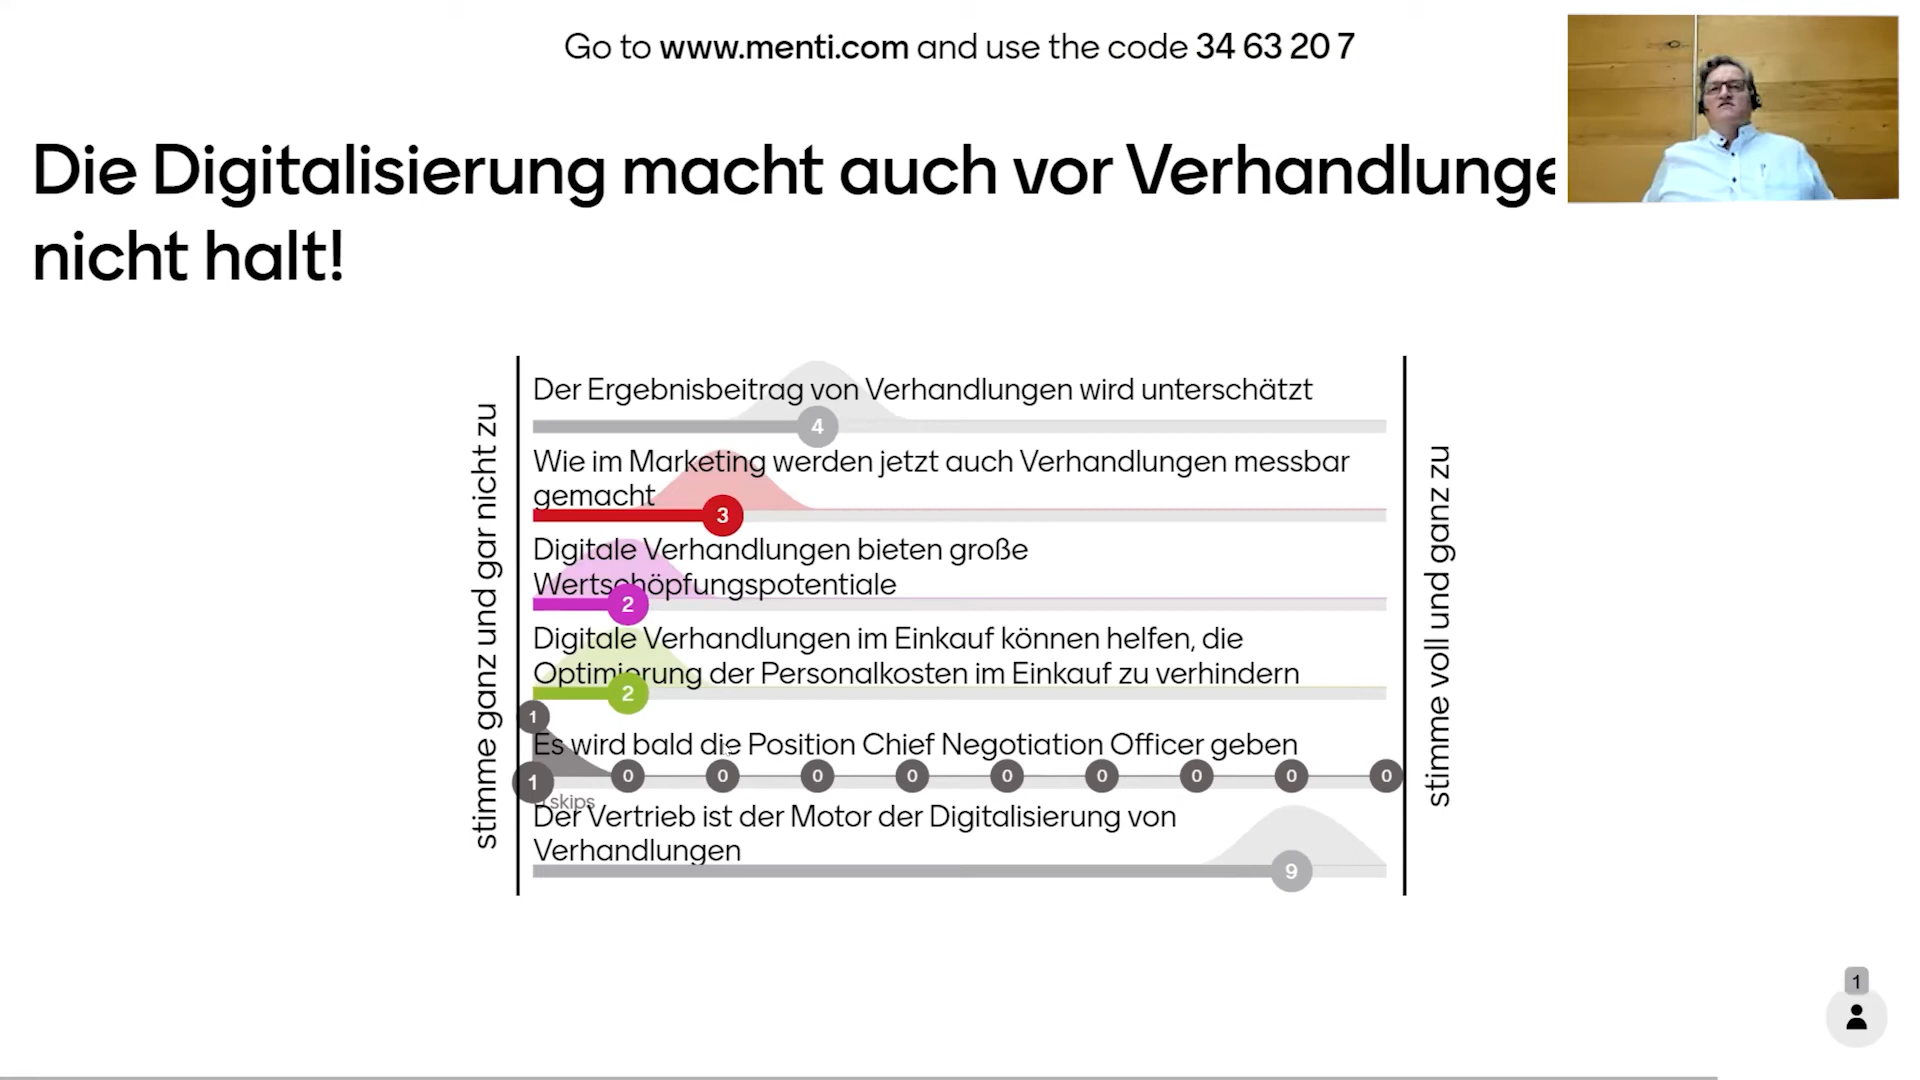 Go to www.menti.com and use the code 34 63 20 7
Die Digitalisierung macht auch vor Verhandlunge
nicht halt!
stimme ganz und gar nicht zu
Der Ergebnisbeitrag von Verhandlungen wird unterschätzt
4
Wie im Marketing werden jetzt auch Verhandlungen messbar
gemacht
3
Digitale Verhandlungen bieten große
Wertschöpfungspotentiale
2
Digitale Verhandlungen im Einkauf können helfen, die
Optimierung der Personalkosten im Einkauf zu verhindern
2
1
Es wird bald die Position Chief Negotiation Officer geben
1 0 0 0 0 0 0 0 0 0
skips
Der Vertrieb ist der Motor der Digitalisierung von
Verhandlungen
9
stimme voll und ganz zu
1